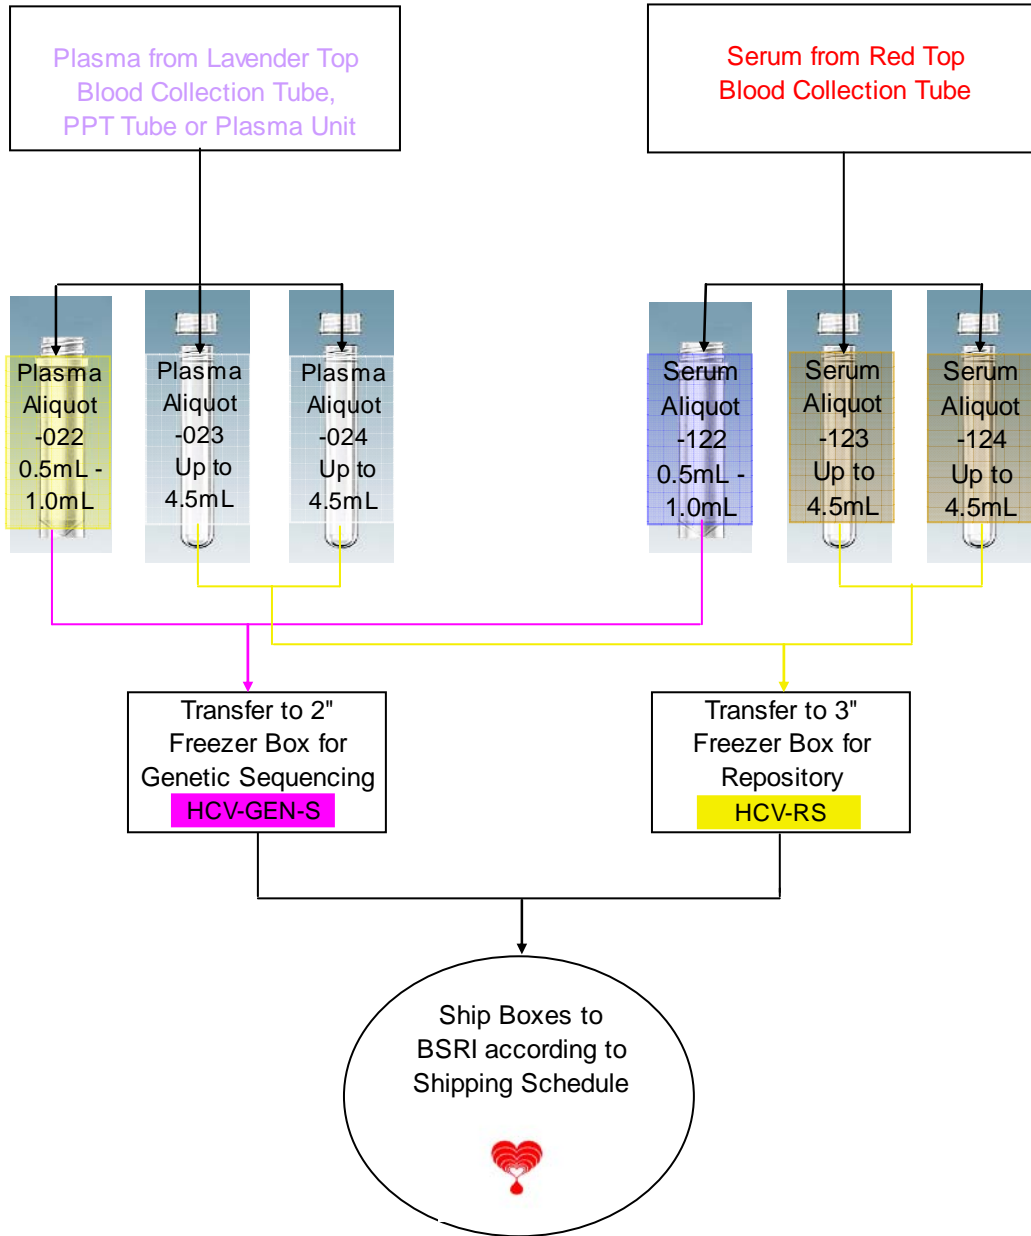 Plasma from Lavender Top
Blood Collection Tube,
PPT Tube or Plasma Unit
Serum from Red Top
Blood Collection Tube
Plasma
Aliquot
-022
0.5mL -
1.0mL
Plasma
Aliquot
-023
Up to
4.5mL
Plasma
Aliquot
-024
Up to
4.5mL
Serum
Aliquot
-122
0.5mL -
1.0mL
Serum
Aliquot
-123
Up to
4.5mL
Serum
Aliquot
-124
Up to
4.5mL
Transfer to 2"
Freezer Box for
Genetic Sequencing
HCV-GEN-S
Transfer to 3"
Freezer Box for
Repository
HCV-RS
Ship Boxes to
BSRI according to
Shipping Schedule